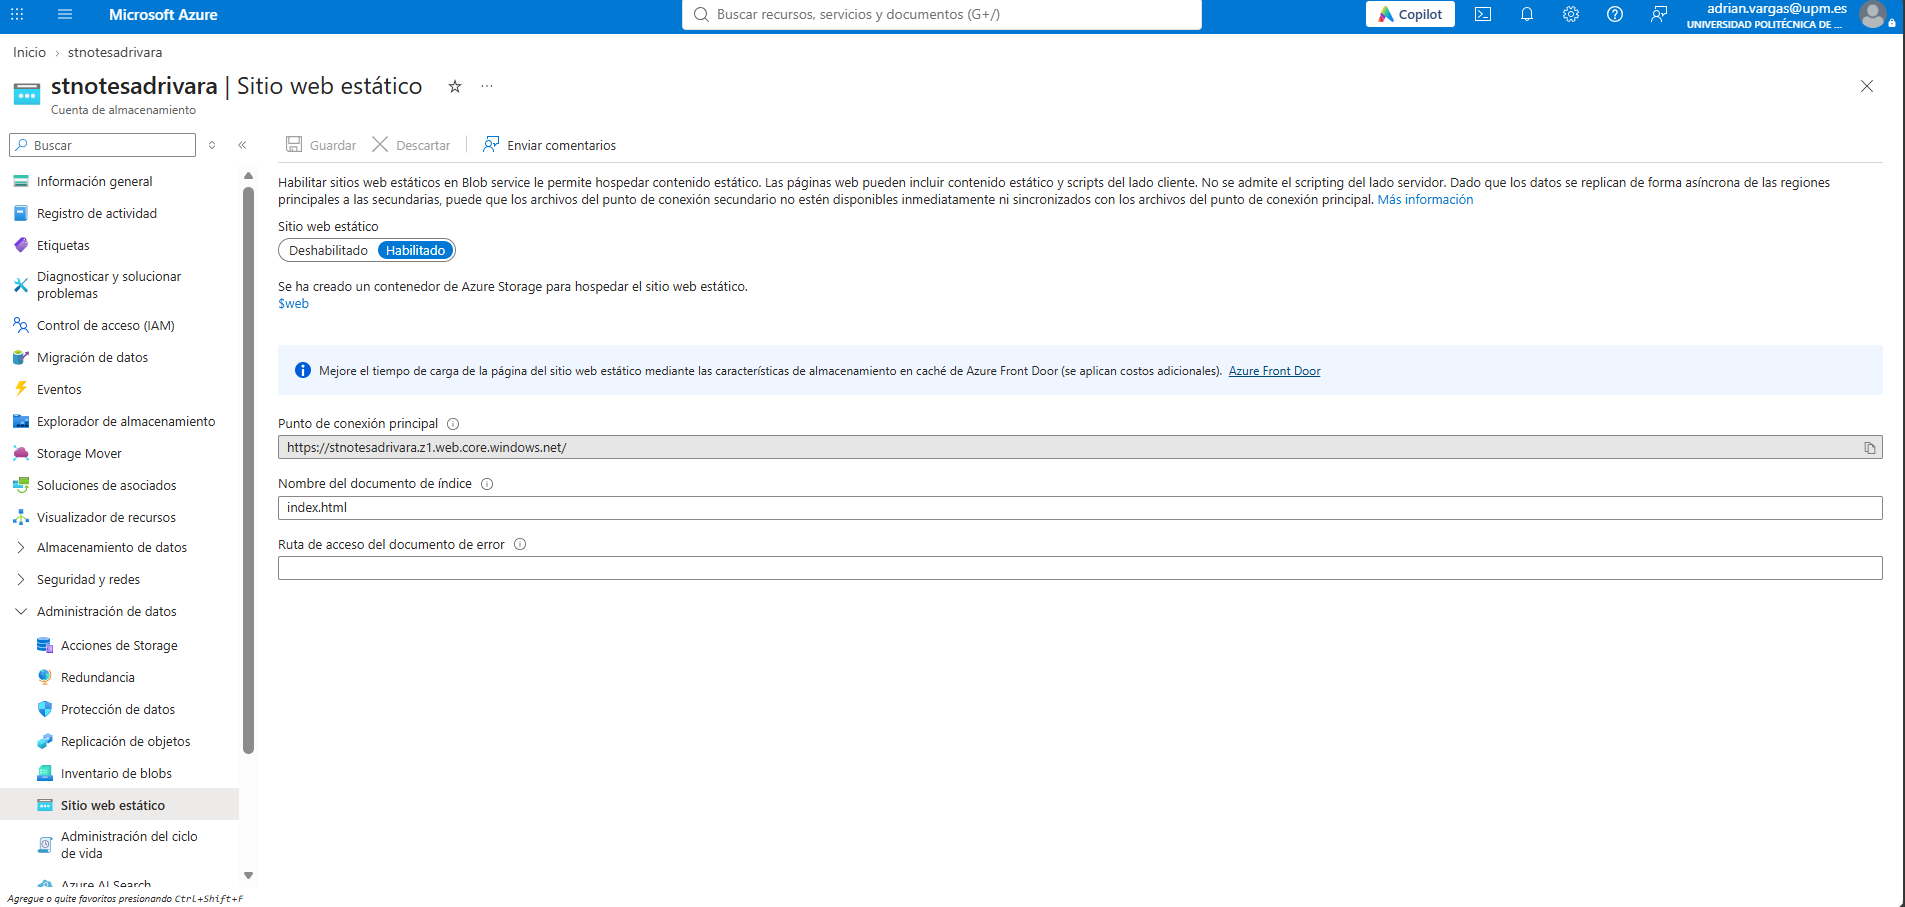 Microsoft Azure
Buscar recursos, servicios y documentos (G+/)
Copilot
adrian.vargas@upm.es
UNIVERSIDAD POLITÉCNICA DE ...
Inicio > stnotesadrivara
stnotesadrivara | Sitio web estático
Cuenta de almacenamiento
Buscar
Información general
Registro de actividad
Etiquetas
Diagnosticar y solucionar
problemas
Control de acceso (IAM)
Migración de datos
Eventos
Explorador de almacenamiento
Storage Mover
Soluciones de asociados
Visualizador de recursos
Almacenamiento de datos
Seguridad y redes
Administración de datos
Acciones de Storage
Redundancia
Protección de datos
Replicación de objetos
Inventario de blobs
Sitio web estático
Administración del ciclo
de vida
Azure AI Search
Agregue o quite favoritos presionando Ctrl+Shift+F
Guardar Descartar Enviar comentarios
Habilitar sitios web estáticos en Blob service le permite hospedar contenido estático. Las páginas web pueden incluir contenido estático y scripts del lado cliente. No se admite el scripting del lado servidor. Dado que los datos se replican de forma asíncrona de las regiones
principales a las secundarias, puede que los archivos del punto de conexión secundario no estén disponibles inmediatamente ni sincronizados con los archivos del punto de conexión principal. Más información
Sitio web estático
Deshabilitado Habilitado
Se ha creado un contenedor de Azure Storage para hospedar el sitio web estático.
$web
Mejore el tiempo de carga de la página del sitio web estático mediante las características de almacenamiento en caché de Azure Front Door (se aplican costos adicionales). Azure Front Door
Punto de conexión principal
https://stnotesadrivara.z1.web.core.windows.net/
Nombre del documento de índice
index.html
Ruta de acceso del documento de error